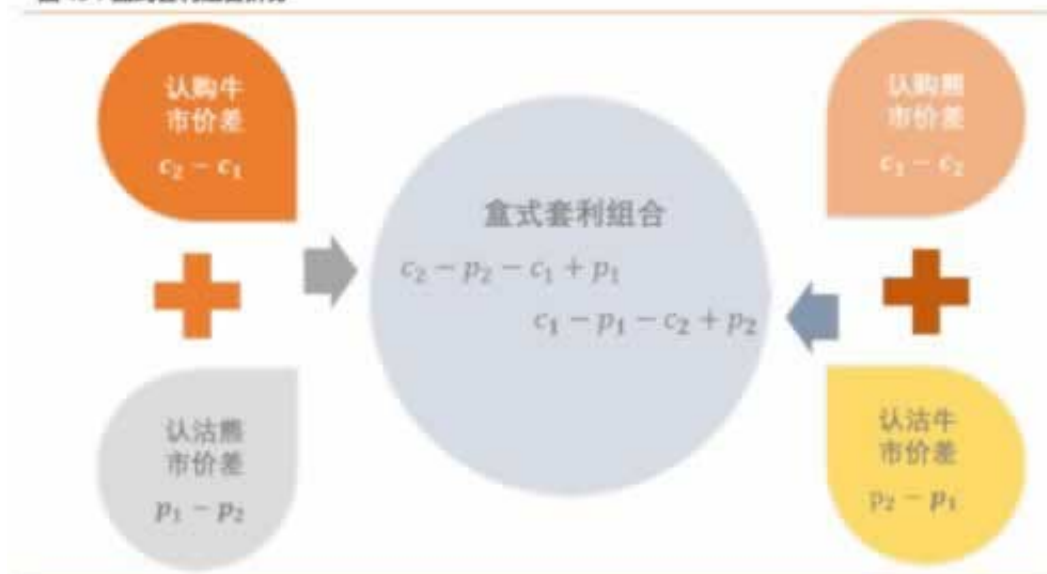 认购牛
市价差
c₂ − c₁
认沽熊
市价差
p₁ − p₂
盒式套利组合
c₂ − p₂ − c₁ + p₁
c₁ − p₁ − c₂ + p₂
认购熊
市价差
c₁ − c₂
认沽牛
市价差
p₂ − p₁